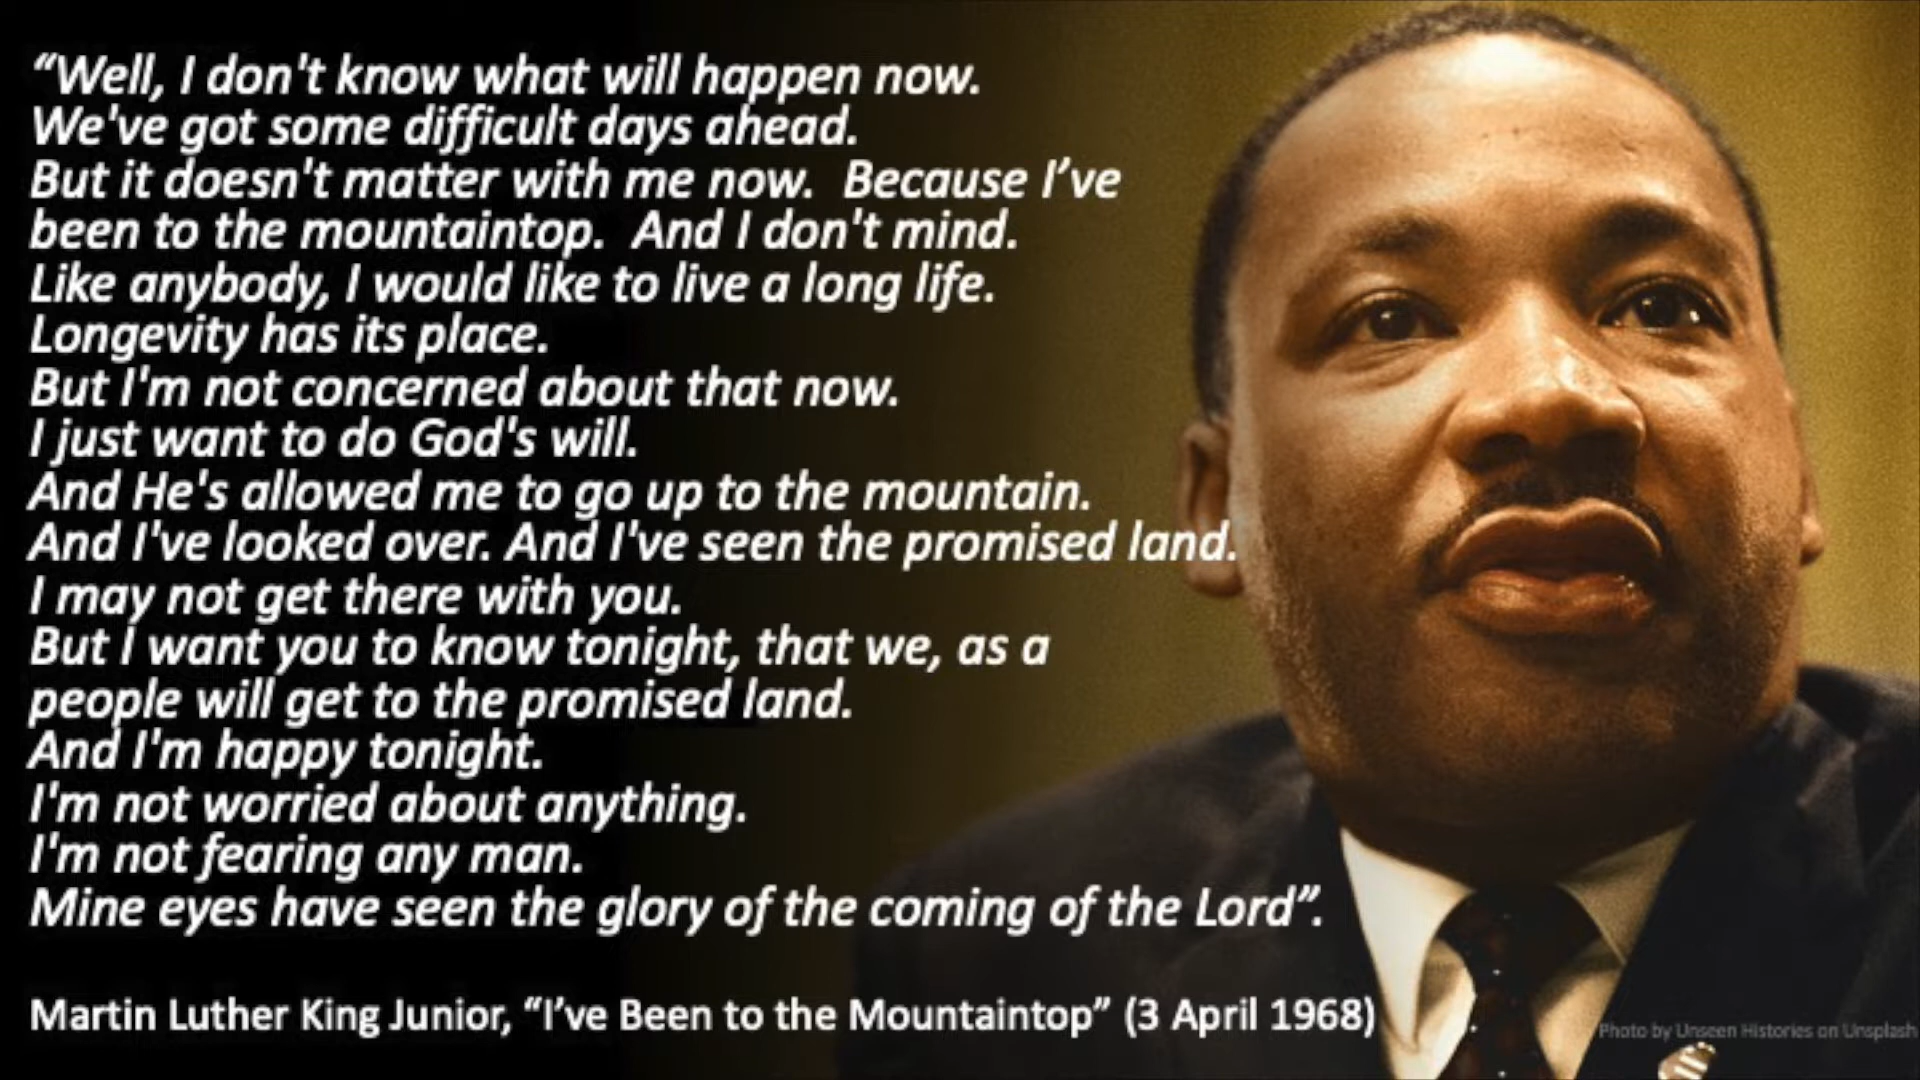 “Well, I don't know what will happen now.
We've got some difficult days ahead.
But it doesn't matter with me now.  Because I’ve
been to the mountaintop.  And I don't mind.
Like anybody, I would like to live a long life.
Longevity has its place.
But I'm not concerned about that now.
I just want to do God's will.
And He's allowed me to go up to the mountain.
And I've looked over. And I've seen the promised land.
I may not get there with you.
But I want you to know tonight, that we, as a
people will get to the promised land.
And I'm happy tonight.
I'm not worried about anything.
I'm not fearing any man.
Mine eyes have seen the glory of the coming of the Lord”.
Martin Luther King Junior, “I’ve Been to the Mountaintop” (3 April 1968)
Photo by Unseen Histories on Unsplash